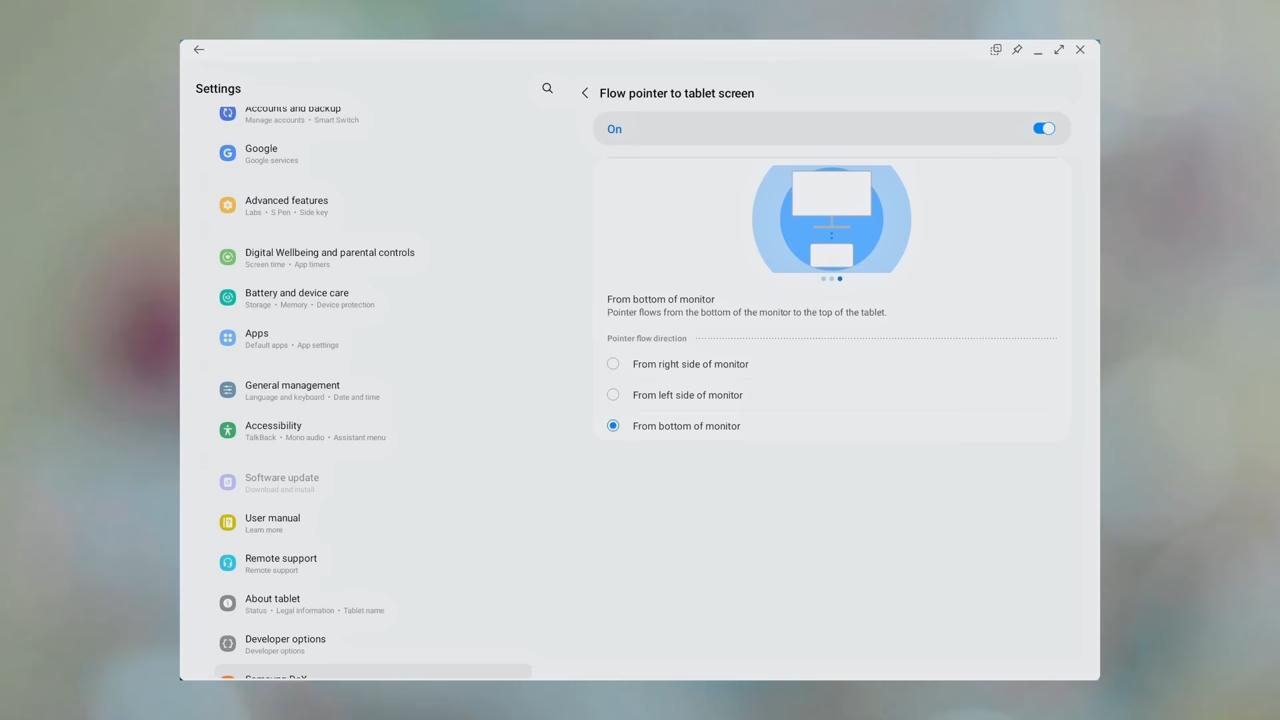 Settings
Accounts and backup
Manage accounts • Smart Switch
Google
Google services
Advanced features
Labs • S Pen • Side key
Digital Wellbeing and parental controls
Screen time • App timers
Battery and device care
Storage • Memory • Device protection
Apps
Default apps • App settings
General management
Language and keyboard • Date and time
Accessibility
TalkBack • Mono audio • Assistant menu
Software update
Download and install
User manual
Learn more
Remote support
Remote support
About tablet
Status • Legal information • Tablet name
Developer options
Developer options
Samsung DeX
Flow pointer to tablet screen
On
From bottom of monitor
Pointer flows from the bottom of the monitor to the top of the tablet.
Pointer flow direction
From right side of monitor
From left side of monitor
From bottom of monitor